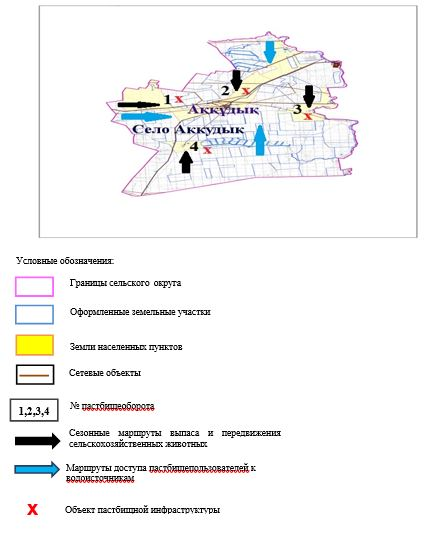 2
1 x
x
Аққұдық
3
x
Село Аккудык
4
x
Условные обозначения:
Границы сельского округа
Оформленные земельные участки
Земли населенных пунктов
Сетевые объекты
1,2,3,4
№ пастбищеоборота
Сезонные маршруты выпаса и передвижения
сельскохозяйственных животных
Маршруты доступа пастбищепользователей к
водоисточникам
X
Объект пастбищной инфраструктуры